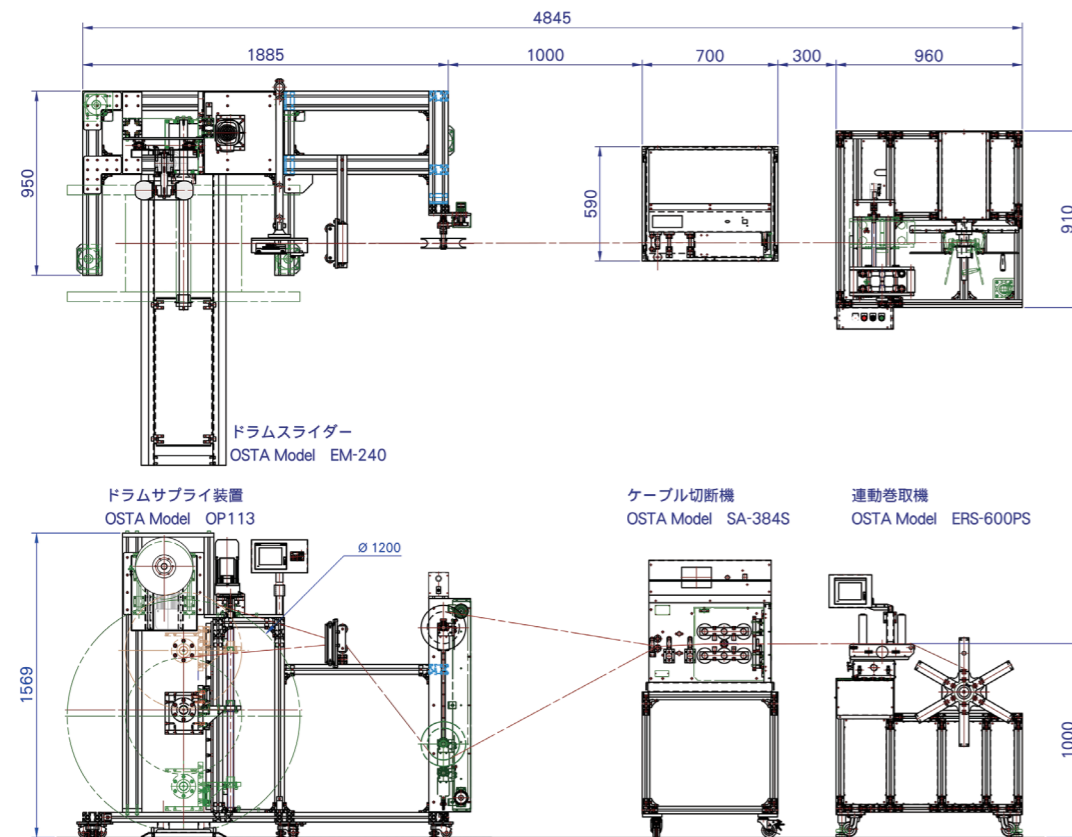 4845
1885
1000
700
300
960
950
590
910
ドラムスライダー
OSTA Model EM-240
ドラムサプライ装置
OSTA Model OP113
ケーブル切断機
OSTA Model SA-384S
連動巻取機
OSTA Model ERS-600PS
Ø 1200
1569
1000